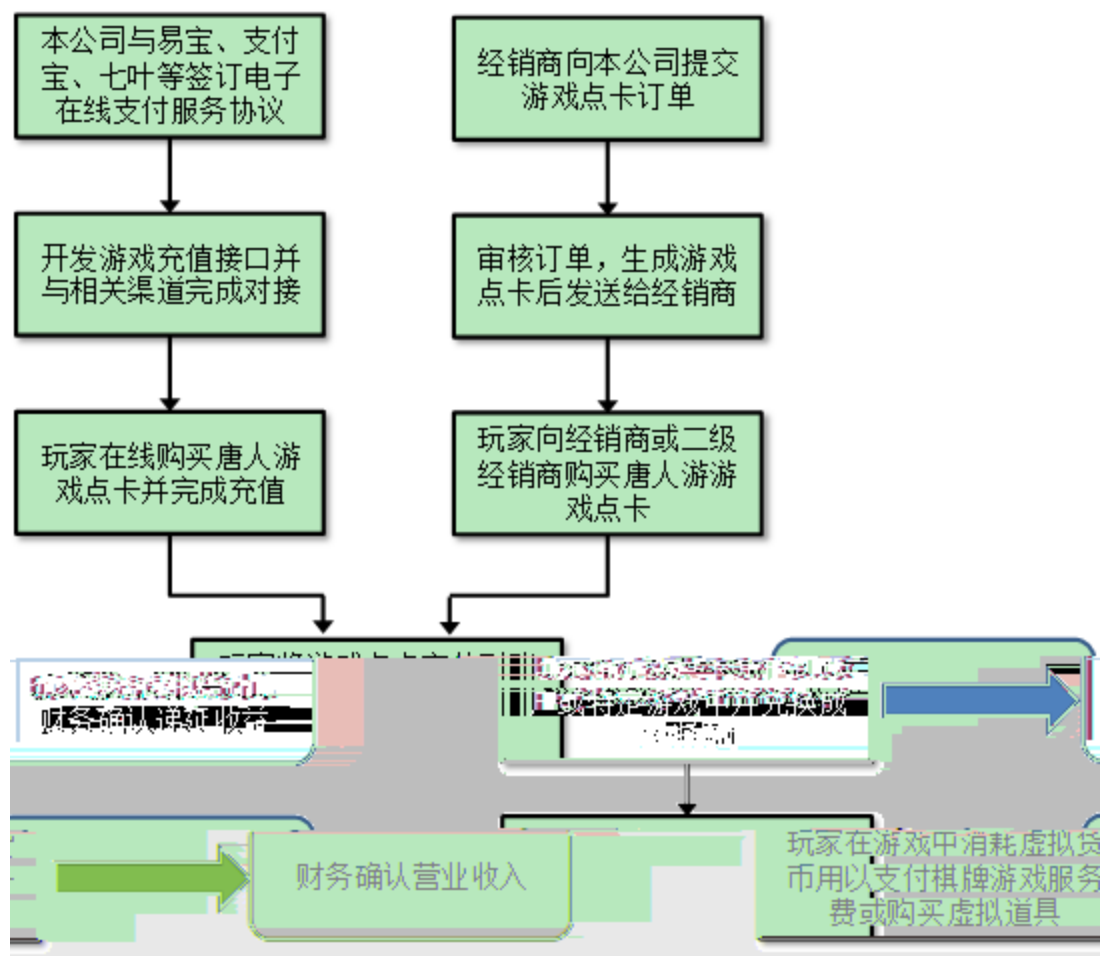 本公司与易宝、支付
宝、七叶等签订电子
在线支付服务协议
经销商向本公司提交
游戏点卡订单
开发游戏充值接口并
与相关渠道完成对接
审核订单，生成游戏
点卡后发送给经销商
玩家在线购买唐人游
戏点卡并完成充值
玩家向经销商或二级
经销商购买唐人游游
戏点卡
财务确认递延收
财务确认营业收入
玩家在游戏中消耗虚拟货
币用以支付棋牌游戏服务
费或购买虚拟道具